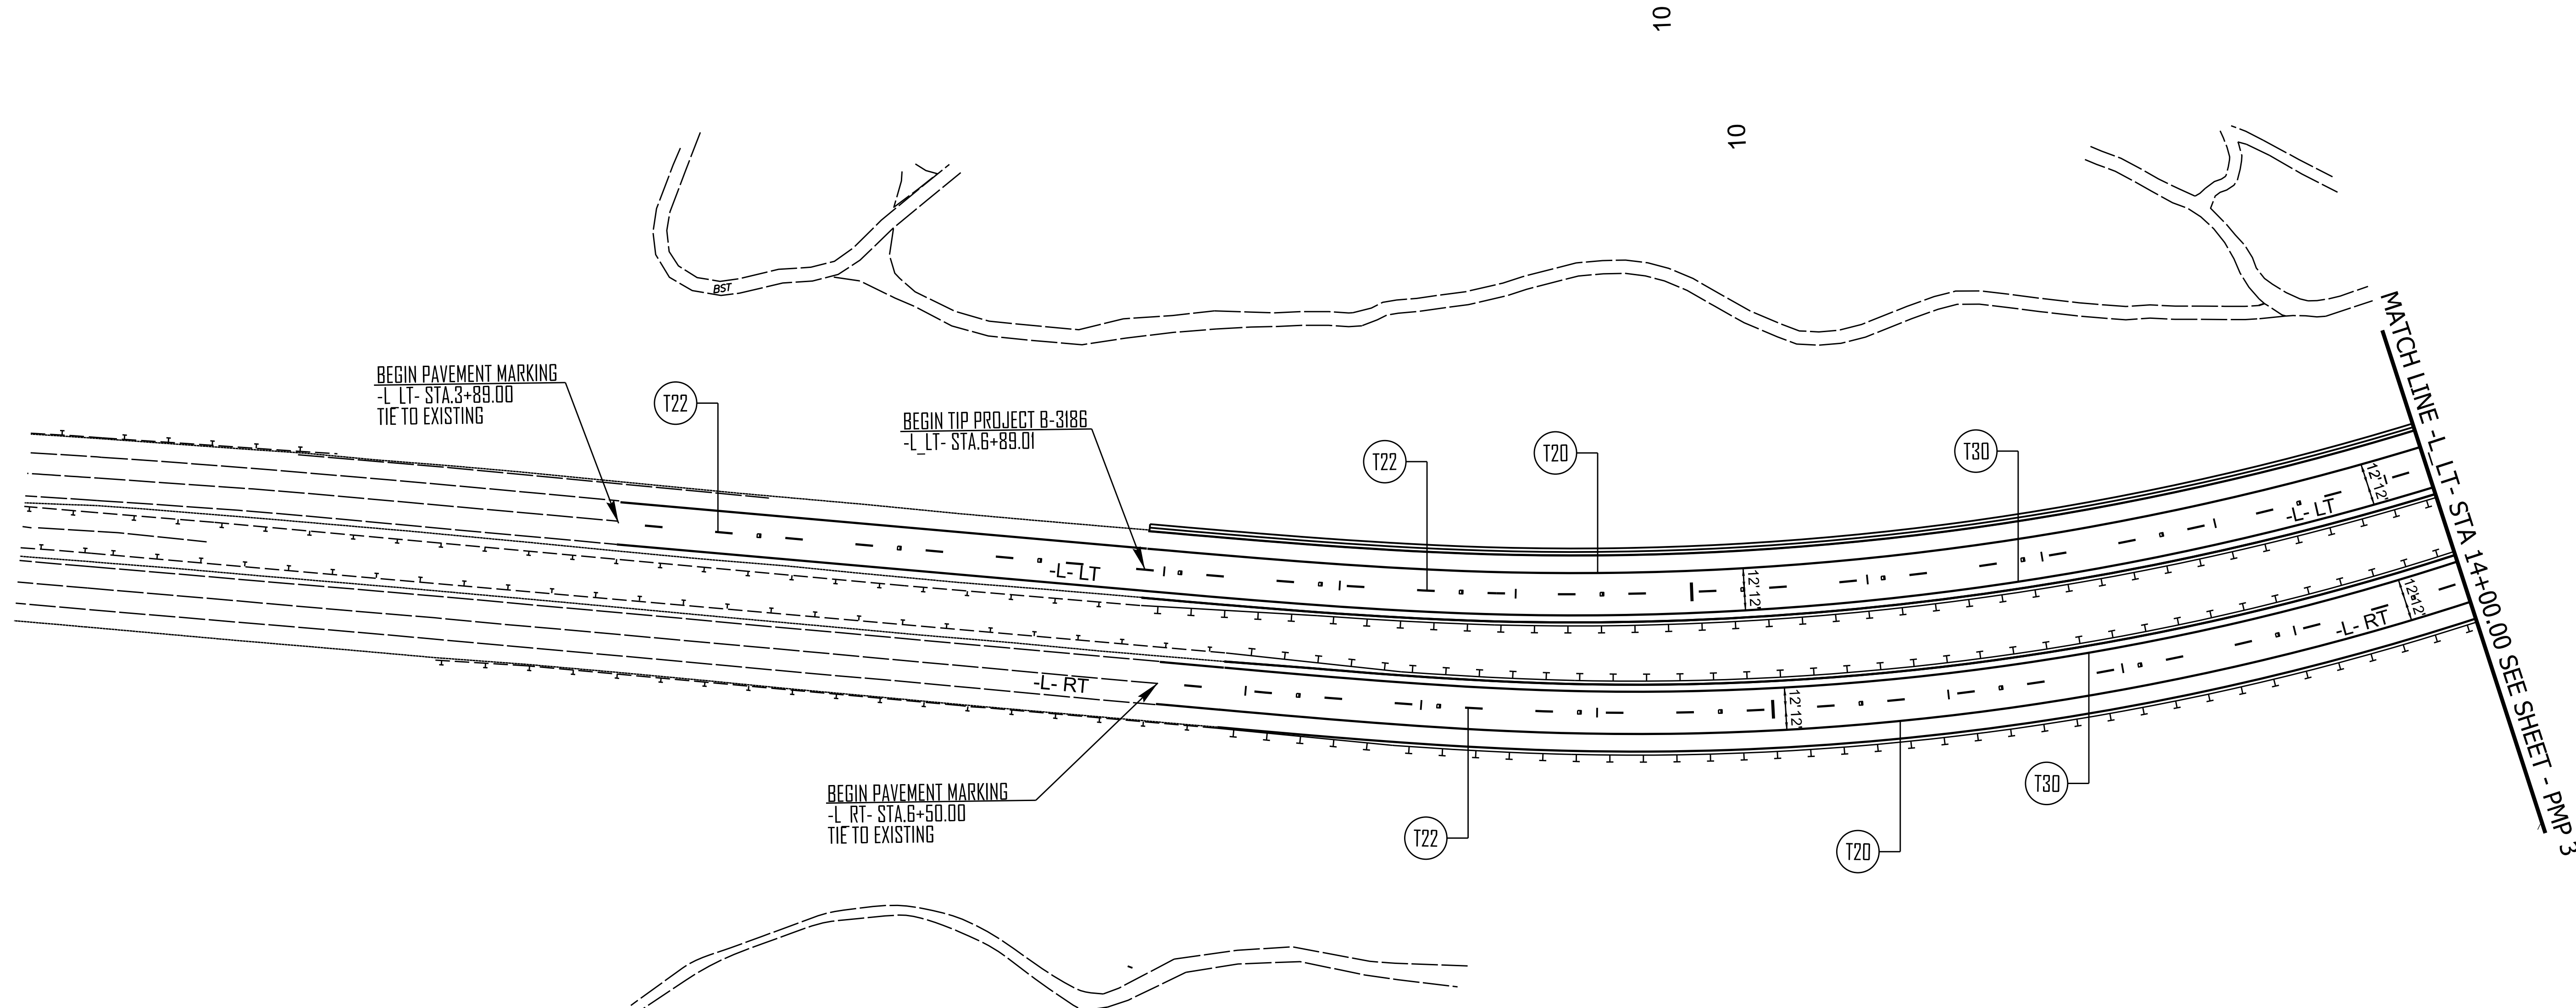 10
10
BST
BEGIN PAVEMENT MARKING
-L_LT- STA.3+89.00
TIE TO EXISTING
T22
BEGIN TIP PROJECT B-3186
-L_LT- STA.6+89.01
T22
T20
T30
MATCH LINE -L_LT- STA 14+00.00 SEE SHEET - PMP 3
12' 12'
-L- LT
-L- LT
12' 12'
12' 12'
-L- RT
-L- RT
12' 12'
BEGIN PAVEMENT MARKING
-L_RT- STA.6+50.00
TIE TO EXISTING
T22
T20
T30